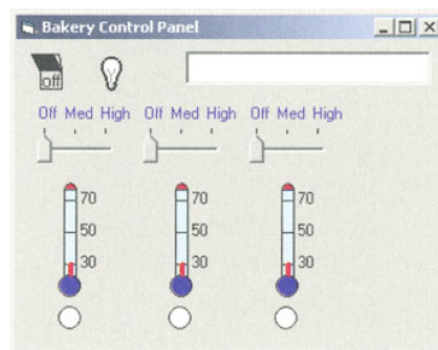 Bakery Control Panel
off
Off Med High Off Med High Off Med High
70 70 70
50 50 50
30 30 30